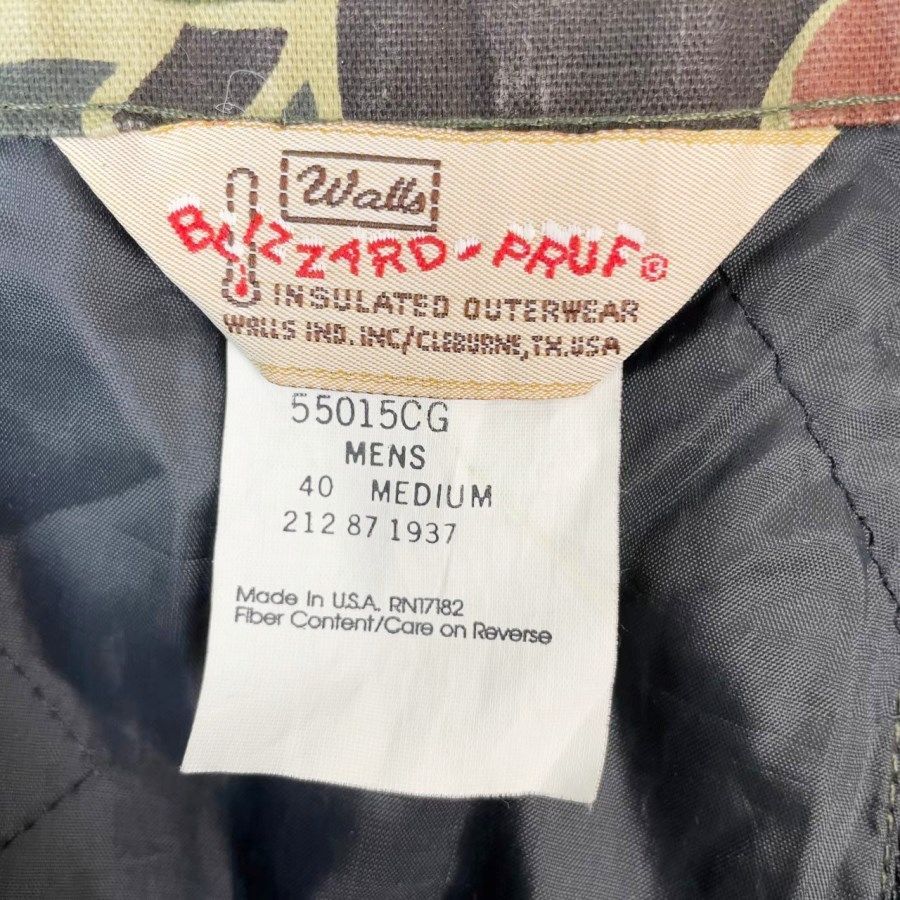 Walls
BLIZZARD-PRUF©
INSULATED OUTERWEAR
WALLS IND. INC/CLEBURNE,TX.USA
55015CG
MENS
40 MEDIUM
212 87 1937
Made In U.S.A. RN17182
Fiber Content/Care on Reverse